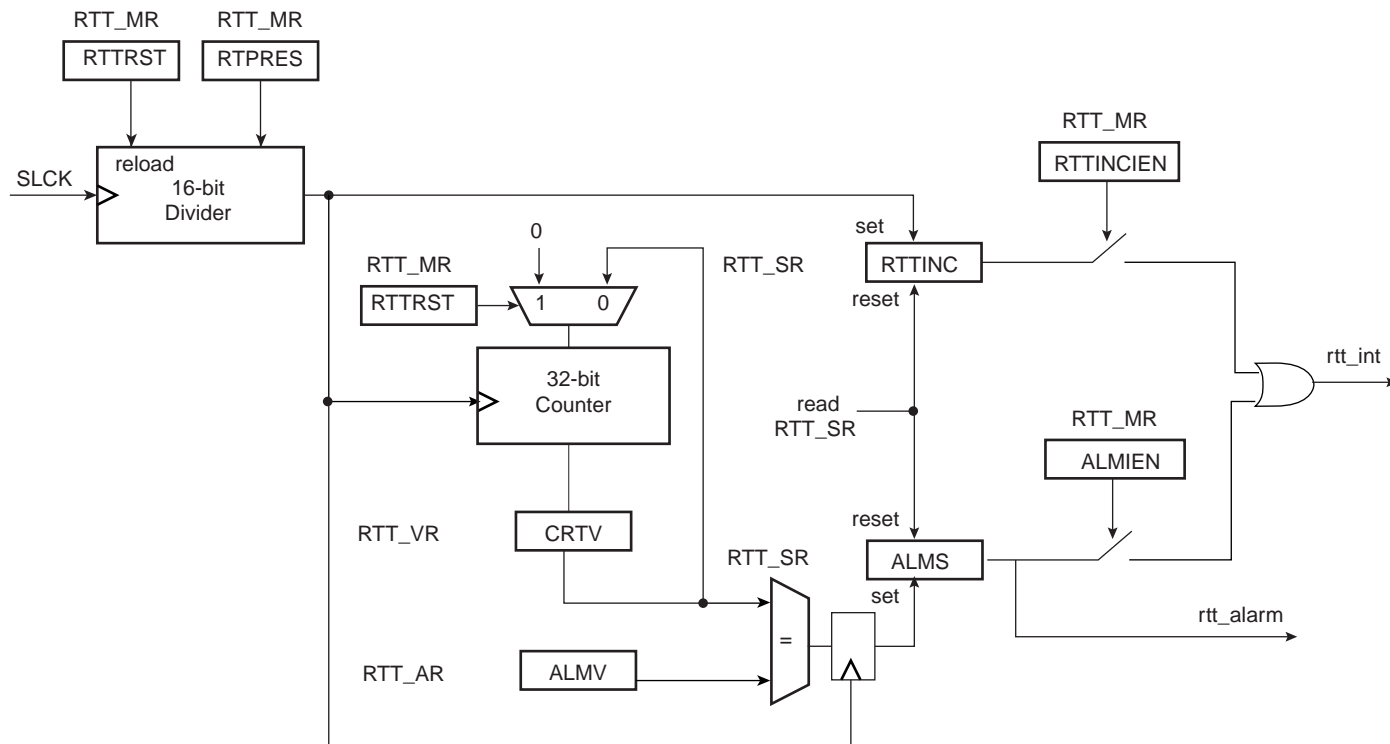 RTT_MR
RTT_MR
RTTRST
RTPRES
reload
16-bit
Divider
SLCK
RTT_MR
RTTINCIEN
0
set
RTT_MR
RTT_SR
RTTINC
RTTRST
1
0
reset
32-bit
Counter
rtt_int
read
RTT_SR
RTT_MR
ALMIEN
reset
RTT_VR
CRTV
RTT_SR
ALMS
set
rtt_alarm
=
RTT_AR
ALMV